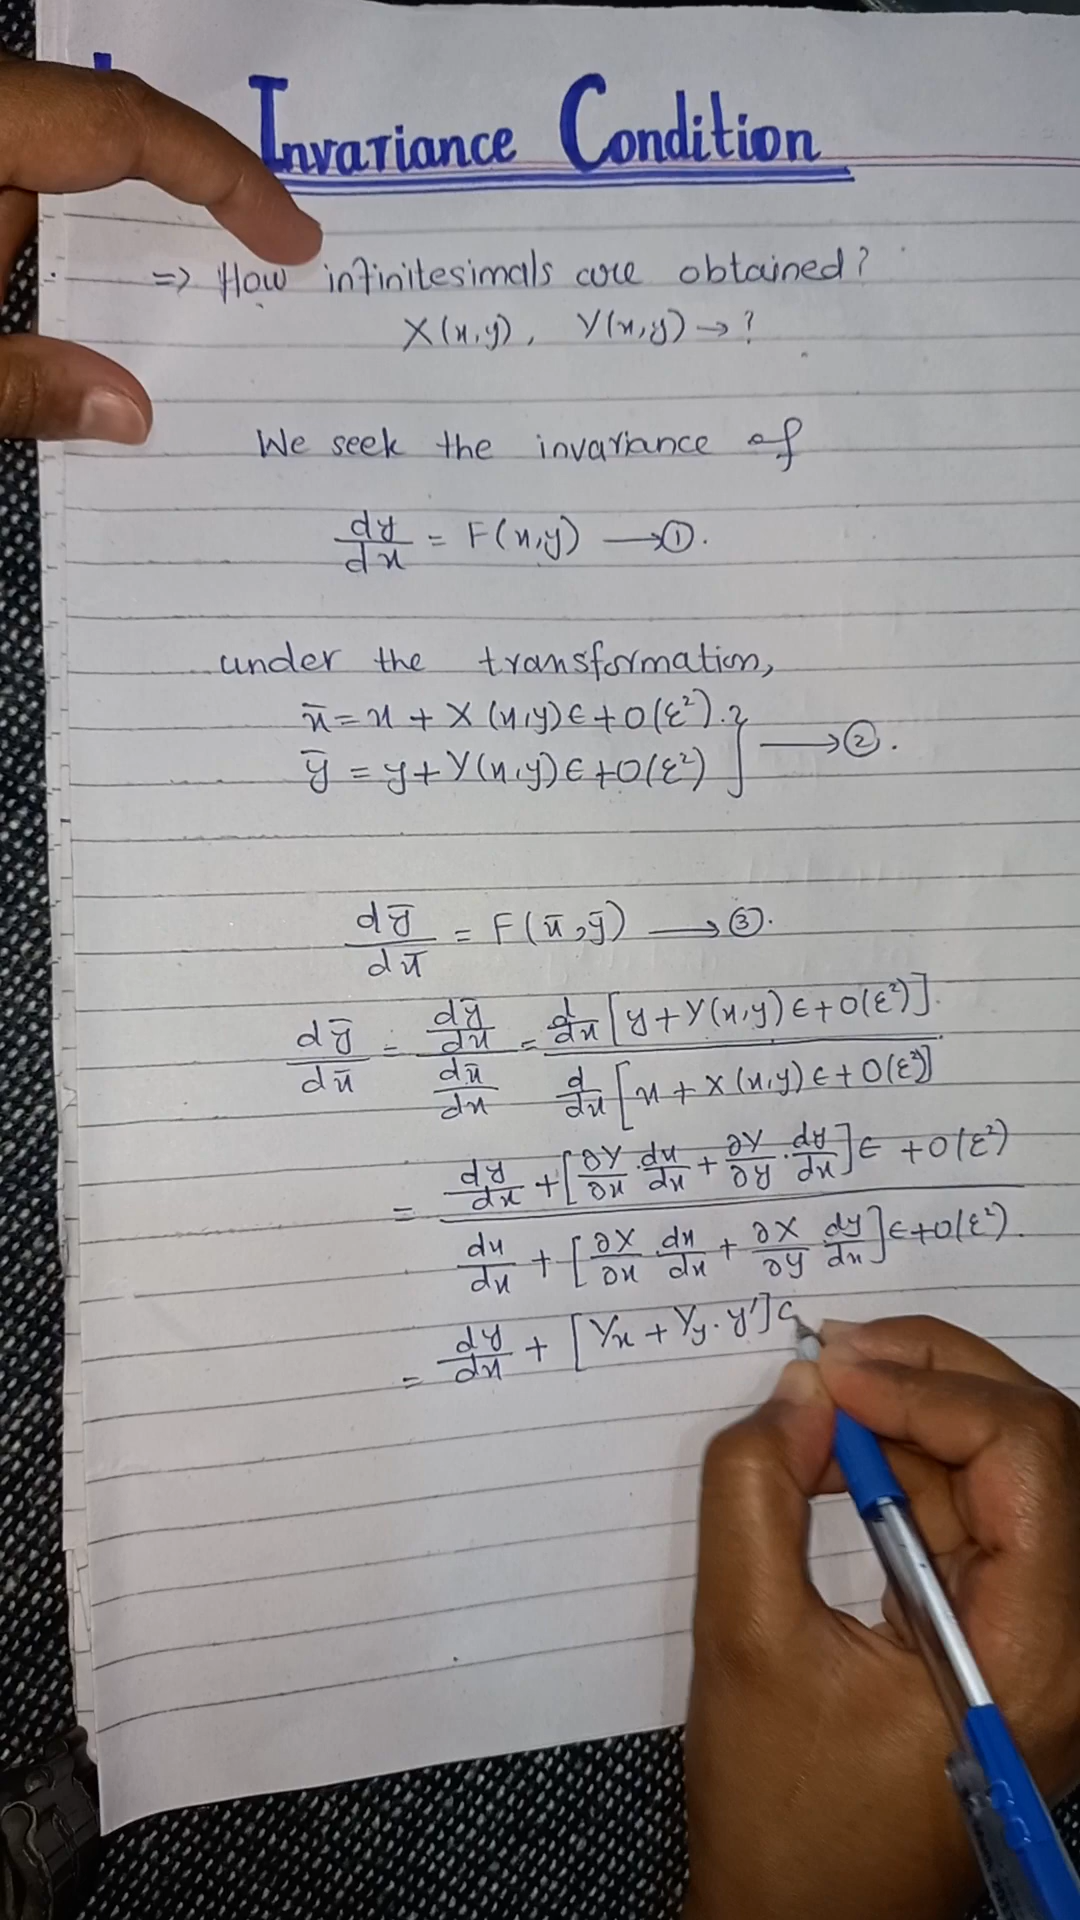 Invariance Condition
=> How infinitesimals are obtained?
X(x,y), Y(x,y) → ?
We seek the invariance of
dy/dx = F(x,y) → ①.
under the transformation,
x̄ = x + X(x,y)ϵ + O(ε²).
ȳ = y + Y(x,y)ϵ + O(ε²) } → ②.
dȳ/dx̄ = F(x̄,ȳ) → ③.
dȳ/dx̄ = (dȳ/dx)/(dx̄/dx) = d/dx [y + Y(x,y)ϵ + O(ε²)]. / d/dx [x + X(x,y)ϵ + O(ε²)]
= dy/dx + [∂Y/∂x · dx/dx + ∂Y/∂y · dy/dx]ϵ + O(ε²) / dx/dx + [∂X/∂x dx/dx + ∂X/∂y dy/dx]ϵ + O(ε²).
= dy/dx + [Yx + Yy. y']